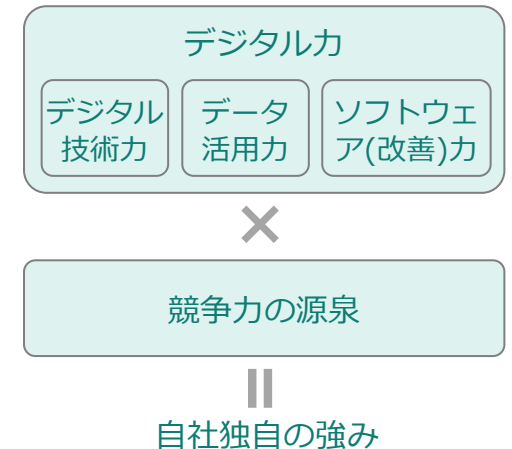 デジタル力
デジタル
技術力
データ
活用力
ソフトウェ
ア(改善)力
×
競争力の源泉
=
自社独自の強み